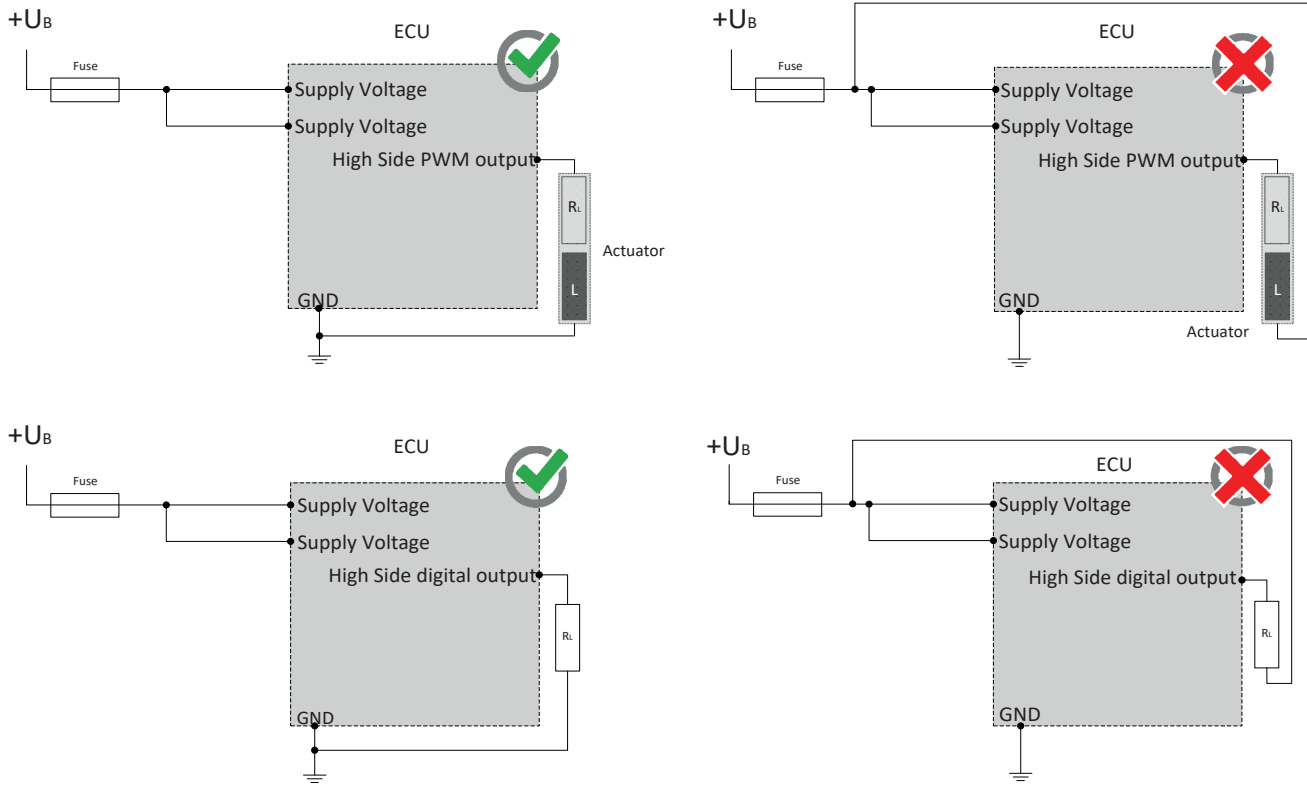 +UB
ECU
Fuse
Supply Voltage
Supply Voltage
High Side PWM output
RL
Actuator
L
GND
+UB
ECU
Fuse
Supply Voltage
Supply Voltage
High Side PWM output
RL
L
GND
Actuator
+UB
ECU
Fuse
Supply Voltage
Supply Voltage
High Side digital output
RL
GND
+UB
ECU
Fuse
Supply Voltage
Supply Voltage
High Side digital output
RL
GND